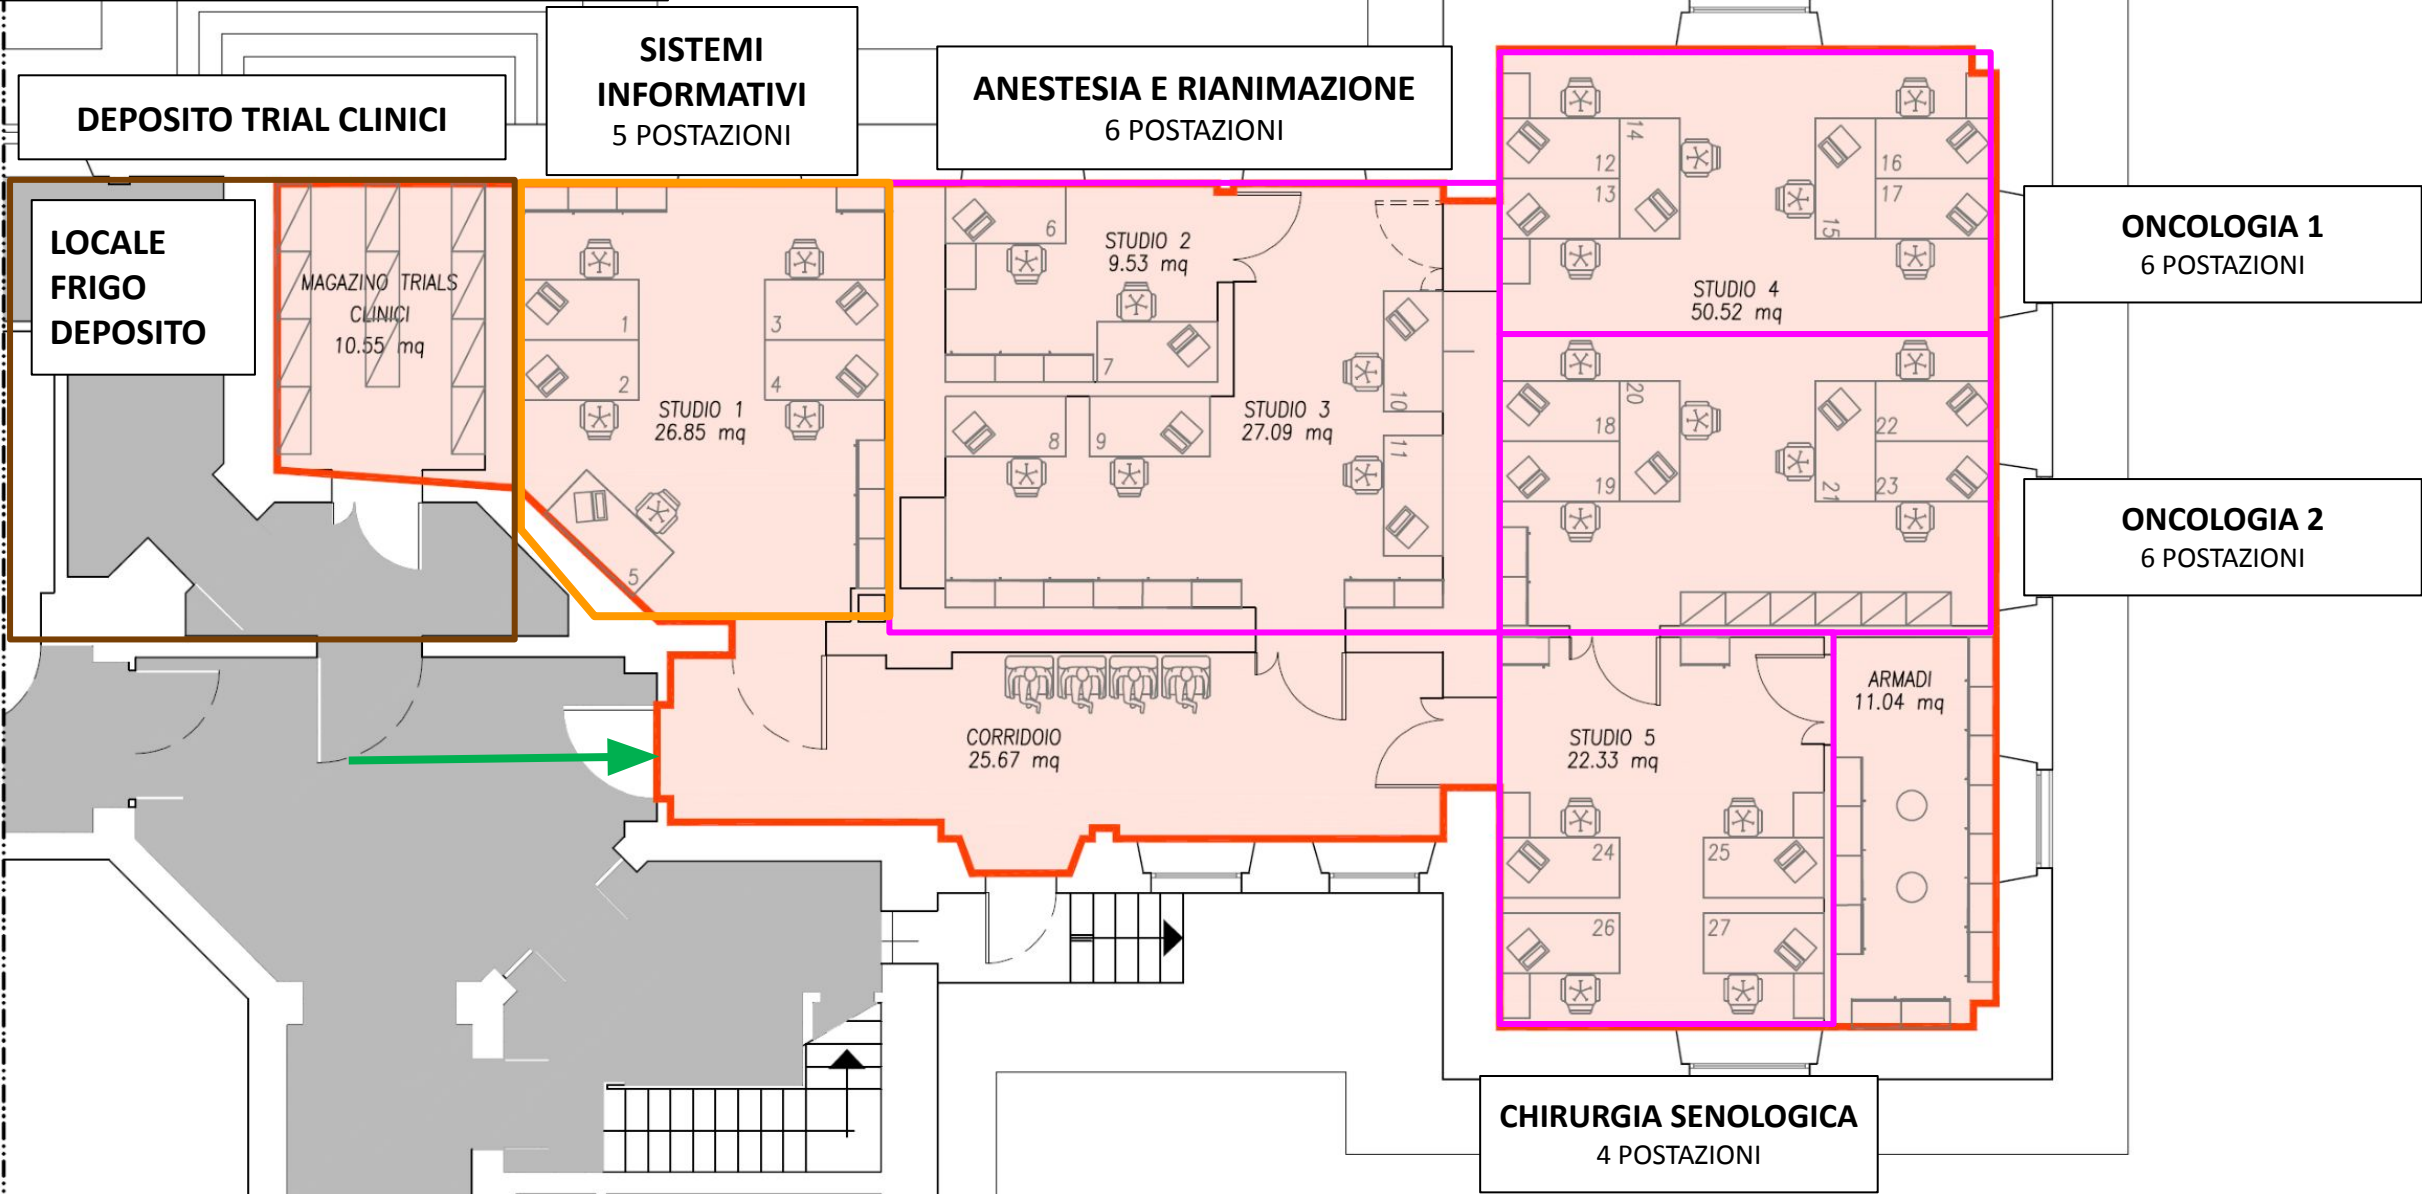 SISTEMI
INFORMATIVI
5 POSTAZIONI
ANESTESIA E RIANIMAZIONE
6 POSTAZIONI
DEPOSITO TRIAL CLINICI
LOCALE
FRIGO
DEPOSITO
MAGAZINO TRIALS
CLINICI
10.55 mq
STUDIO 1
26.85 mq
1
2
3
4
5
STUDIO 2
9.53 mq
6
7
STUDIO 3
27.09 mq
8
9
10
11
STUDIO 4
50.52 mq
12
13
14
15
16
17
18
19
20
21
22
23
ONCOLOGIA 1
6 POSTAZIONI
ONCOLOGIA 2
6 POSTAZIONI
CORRIDOIO
25.67 mq
STUDIO 5
22.33 mq
24
25
26
27
ARMADI
11.04 mq
CHIRURGIA SENOLOGICA
4 POSTAZIONI